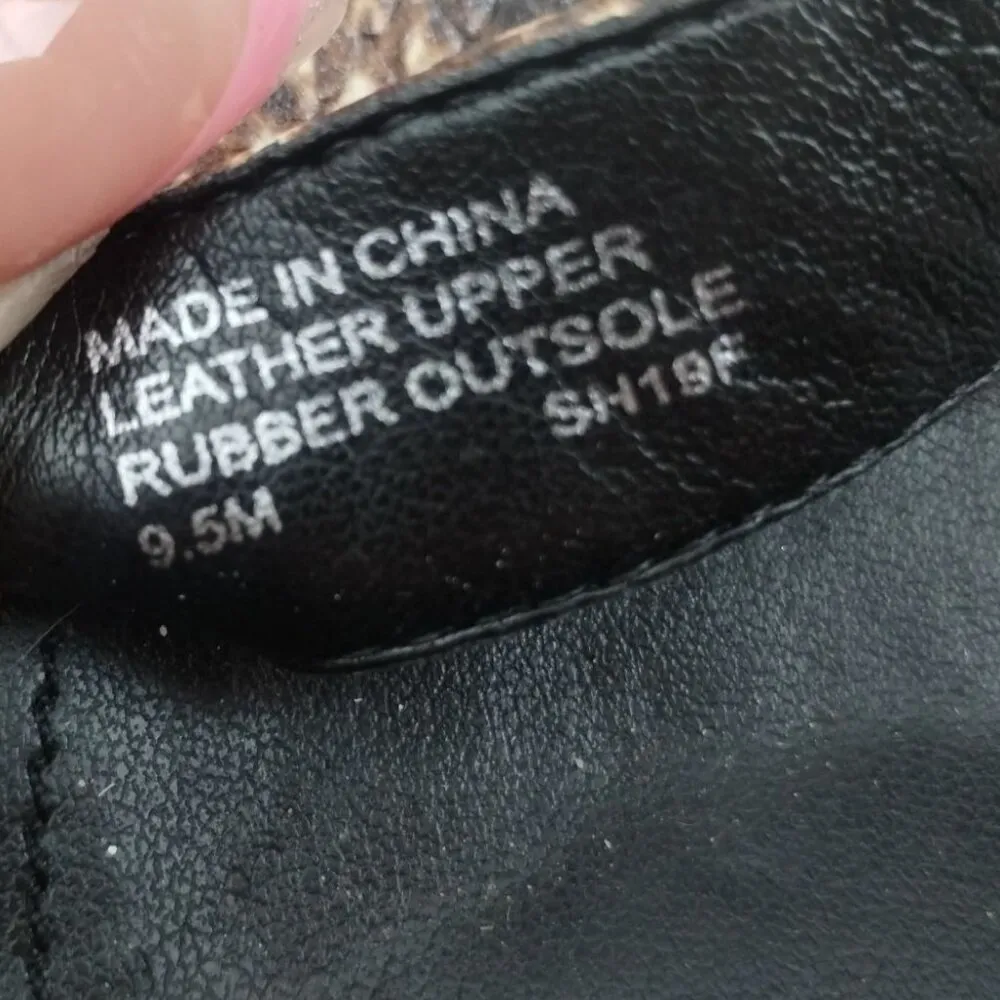 MADE IN CHINA
LEATHER UPPER
RUBBER OUTSOLE
SH19F
9.5M